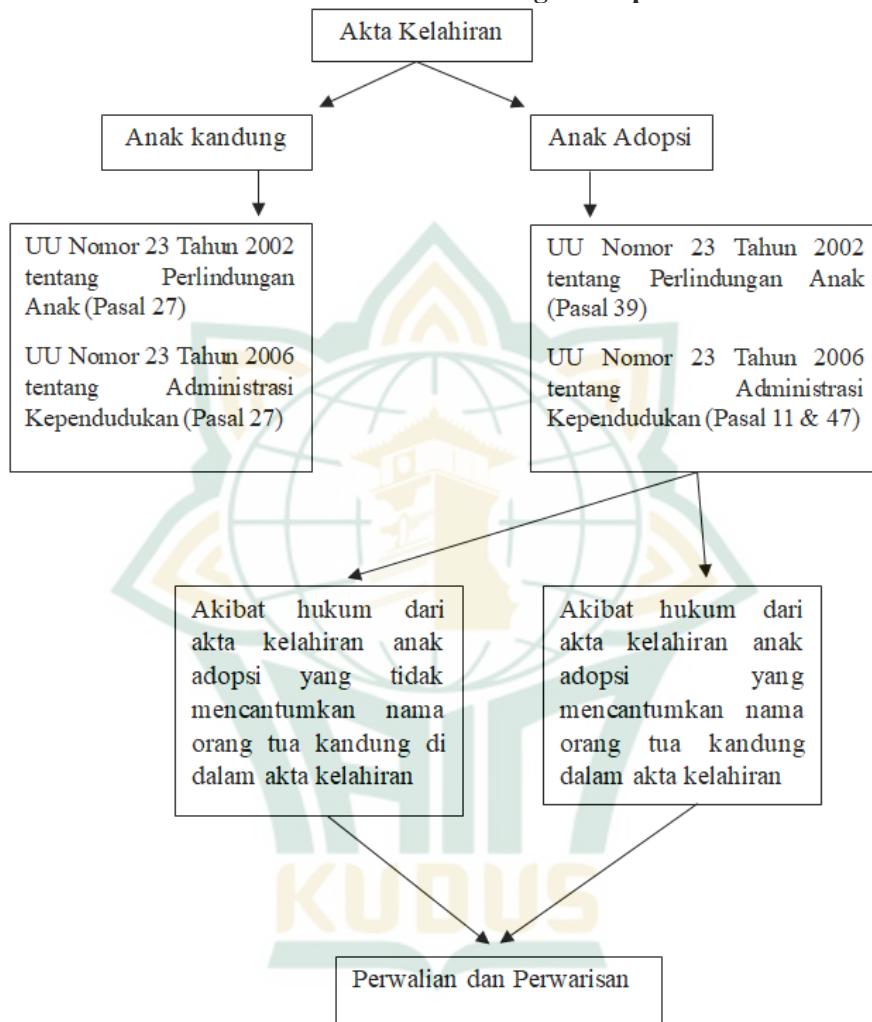 Akta Kelahiran
Anak kandung
Anak Adopsi
UU Nomor 23 Tahun 2002
tentang Perlindungan
Anak (Pasal 27)
UU Nomor 23 Tahun 2006
tentang Administrasi
Kependudukan (Pasal 27)
UU Nomor 23 Tahun 2002
tentang Perlindungan Anak
(Pasal 39)
UU Nomor 23 Tahun 2006
tentang Administrasi
Kependudukan (Pasal 11 & 47)
Akibat hukum dari
akta kelahiran anak
adopsi yang tidak
mencantumkan nama
orang tua kandung di
dalam akta kelahiran
Akibat hukum dari
akta kelahiran anak
adopsi yang
mencantumkan nama
orang tua kandung
dalam akta kelahiran
KUDUS
Perwalian dan Perwarisan